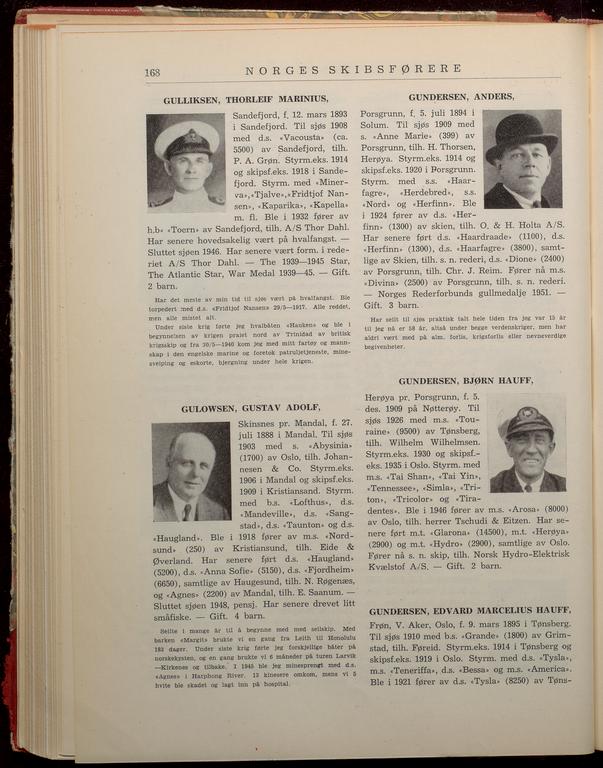 168
NORGES SKIBSFØRERE
GULLIKSEN, THORLEIF MARINIUS,
Sandefjord, f. 12. mars 1893
i Sandefjord. Til sjøs 1908
med d.s. «Vacousta» (ca.
5500) av Sandefjord, tilh.
P. A. Grøn. Styrm.eks. 1914
og skipsf.eks. 1918 i Sande-
fjord. Styrm. med «Miner-
va»,«Tjalve»,«Fridtjof Nan-
sen», «Kaparika», «Kapella»
m. fl. Ble i 1932 fører av
h.b» «Toern» av Sandefjord, tilh. A/S Thor Dahl.
Har senere hovedsakelig vært på hvalfangst. —
Sluttet sjøen 1946. Har senere vært form. i rede-
riet A/S Thor Dahl. — The 1939—1945 Star,
The Atlantic Star, War Medal 1939—45. — Gift.
2 barn.
Har det meste av min tid til sjøs vært på hvalfangst. Ble
torpedert med d.s. «Fridtjof Nansen» 29/5—1917. Alle reddet,
men alle mistet alt.
Under siste krig førte jeg hvalbåten «Hauken» og ble i
begynnelsen av krigen praiet nord av Trinidad av britisk
krigsskip og fra 30/5—1946 kom jeg med mitt fartøy og mann-
skap i den engelske marine og foretok patruljetjeneste, mine-
sveiping og eskorte, bjergning under hele krigen.
GULOWSEN, GUSTAV ADOLF,
Skinsnes pr. Mandal, f. 27.
juli 1888 i Mandal. Til sjøs
1903 med s. «Abysinia»
(1700) av Oslo, tilh. Johan-
nesen & Co. Styrm.eks.
1906 i Mandal og skipsf.eks.
1909 i Kristiansand. Styrm.
med b.s. «Lofthus», d.s.
«Mandeville», d.s. «Sang-
stad», d.s. «Taunton» og d.s.
«Haugland». Ble i 1918 fører av m.s. «Nord-
sund» (250) av Kristiansund, tilh. Eide &
Øverland. Har senere ført d.s. «Haugland»
(5200), d.s. «Anna Sofie» (5150), d.s. «Fjordheim»
(6650), samtlige av Haugesund, tilh. N. Røgenæs,
og «Agnes» (2200) av Mandal, tilh. E. Saanum. —
Sluttet sjøen 1948, pensj. Har senere drevet litt
småfiske. — Gift. 4 barn.
Seilte i mange år til å begynne med med seilskip. Med
barken «Margit» brukte vi en gang fra Leith til Honolulu
183 dager. Under siste krig førte jeg forskjellige båter på
norskekysten, og en gang brukte vi 6 måneder på turen Larvik
—Kirkenes og tilbake. I 1945 ble jeg minesprengt med d.s.
«Agnes» i Harphong River. 13 kinesere omkom, mens vi 5
hvite ble skadet og lagt inn på hospital.
GUNDERSEN, ANDERS,
Porsgrunn, f. 5. juli 1894 i
Solum. Til sjøs 1909 med
s. «Anne Marie» (399) av
Porsgrunn, tilh. H. Thorsen,
Herøya. Styrm.eks. 1914 og
skipsf.eks. 1920 i Porsgrunn.
Styrm. med s.s. «Haar-
fagre», «Herdebred», s.s.
«Nord» og «Herfinn». Ble
i 1924 fører av d.s. «Her-
finn» (1300) av skien, tilh. O. & H. Holta A/S.
Har senere ført d.s. «Haardraade» (1100), d.s.
«Herfinn» (1300), d.s. «Haarfagre» (3800), samt-
lige av Skien, tilh. s. n. rederi, d.s. «Dione» (2400)
av Porsgrunn, tilh. Chr. J. Reim. Fører nå m.s.
«Divina» (2500) av Porsgrunn, tilh. s. n. rederi.
— Norges Rederforbunds gullmedalje 1951. —
Gift. 3 barn.
Har seilt til sjøs praktisk talt hele tiden fra jeg var 15 år
til jeg nå er 58 år, altså under begge verdenskriger, men har
aldri vært med på alm. forlis, krigsforlis eller nevneverdige
begivenheter.
GUNDERSEN, BJØRN HAUFF,
Herøya pr. Porsgrunn, f. 5.
des. 1909 på Nøtterøy. Til
sjøs 1926 med m.s. «Tou-
raine» (9500) av Tønsberg,
tilh. Wilhelm Wilhelmsen.
Styrm.eks. 1930 og skipsf.-
eks. 1935 i Oslo. Styrm. med
m.s. «Tai Shan», «Tai Yin»,
«Tennessee», «Simla», «Tri-
ton», «Tricolor» og «Tira-
dentes». Ble i 1946 fører av m.s. «Arosa» (8000)
av Oslo, tilh. herrer Tschudi & Eitzen. Har se-
nere ført m.t. «Glarona» (14500), m.t. «Herøya»
(2900) og m.t. «Hydro» (2900), samtlige av Oslo.
Fører nå s. n. skip, tilh. Norsk Hydro-Elektrisk
Kvælstof A/S. — Gift. 2 barn.
GUNDERSEN, EDVARD MARCELIUS HAUFF,
Frøn, V. Aker, Oslo, f. 9. mars 1895 i Tønsberg.
Til sjøs 1910 med b.s. «Grande» (1800) av Grim-
stad, tilh. Føreid. Styrm.eks. 1914 i Tønsberg og
skipsf.eks. 1919 i Oslo. Styrm. med d.s. «Tysla»,
m.s. «Teneriffa», d.s. «Bessa» og m.s. «America».
Ble i 1921 fører av d.s. «Tysla» (8250) av Tøns-